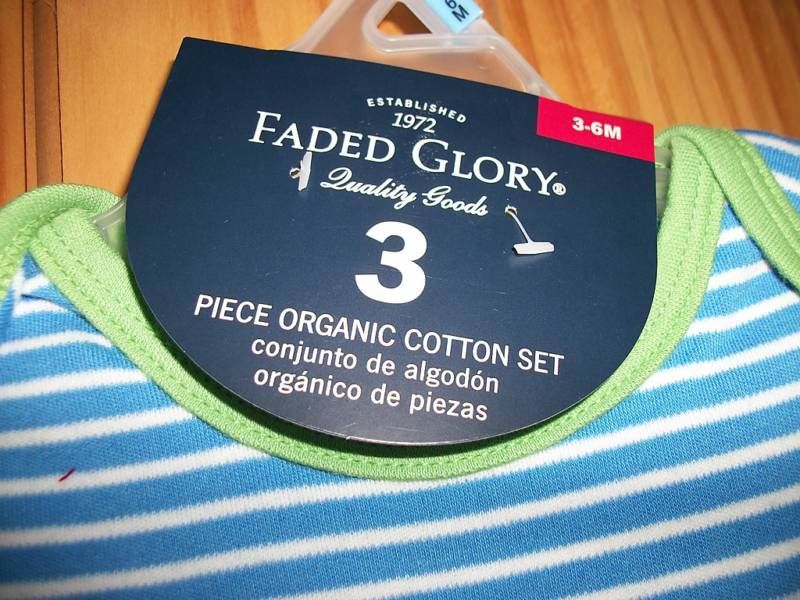 6M
ESTABLISHED
1972
3-6M
FADED GLORY®
Quality Goods
3
PIECE ORGANIC COTTON SET
conjunto de algodón
orgánico de piezas